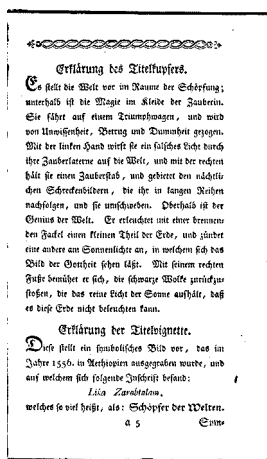 Erklärung des Titelkupfers.
Es stellt die Welt vor im Raume der Schöpfung;
unterhalb ist die Magie im Kleide der Zauberin.
Sie fährt auf einem Triumphwagen, und wird
von Unwissenheit, Betrug und Dummheit gezogen.
Mit der linken Hand wirft sie ein falsches Licht durch
ihre Zauberlaterne auf die Welt, und mit der rechten
hält sie einen Zauberstab, und gebietet den nächtli-
chen Schreckenbildern, die ihr in langen Reihen
nachfolgen, und sie umschweben. Oberhalb ist der
Genius der Welt. Er erleuchtet mit einer brennen-
den Fackel einen kleinen Theil der Erde, und zündet
eine andere am Sonnenlichte an, in welchem sich das
Bild der Gottheit sehen läßt. Mit seinem rechten
Fuße bemühet er sich, die schwarze Wolke zurückzu-
stoßen, die das reine Licht der Sonne aufhält, daß
es diese Erde nicht beleuchten kann.
Erklärung der Titelvignette.
Diese stellt ein symbolisches Bild vor, das im
Jahre 1556. in Aethiopien ausgegraben wurde, und
auf welchem sich folgende Inschrift befand:
Lisa Zarabtalam.
welches so viel heißt, als: Schöpfer der Welten.
a 5 Erin-